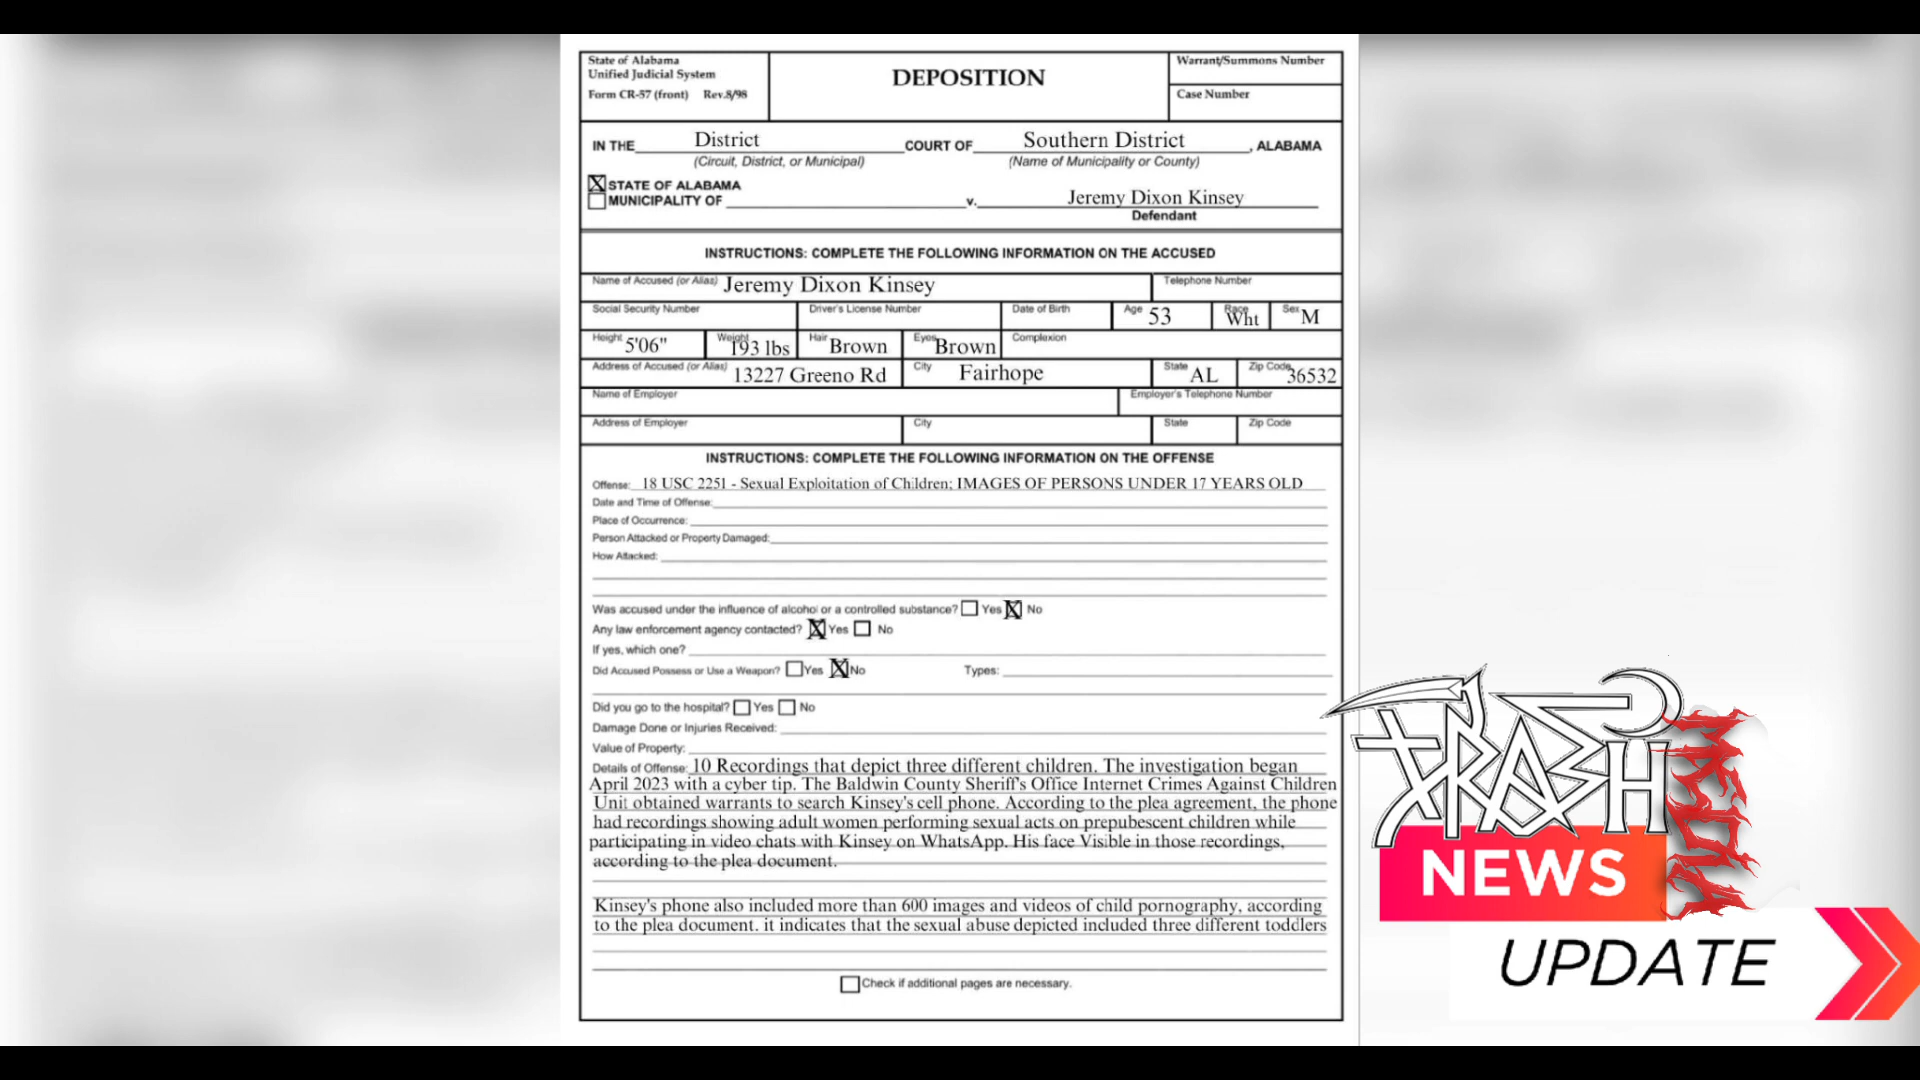 State of Alabama
Unified Judicial System
Form CR-57 (front) Rev.8/98
DEPOSITION
Warrant/Summons Number
Case Number
IN THE District COURT OF Southern District, ALABAMA
(Circuit, District, or Municipal) (Name of Municipality or County)
X STATE OF ALABAMA
MUNICIPALITY OF v. Jeremy Dixon Kinsey
Defendant
INSTRUCTIONS: COMPLETE THE FOLLOWING INFORMATION ON THE ACCUSED
Name of Accused (or Alias) Jeremy Dixon Kinsey Telephone Number
Social Security Number Driver's License Number Date of Birth Age 53 Race Wht Sex M
Height 5'06" Weight 193 lbs Hair Brown Eyes Brown Complexion
Address of Accused (or Alias) 13227 Greeno Rd City Fairhope State AL Zip Code 36532
Name of Employer Employer's Telephone Number
Address of Employer City State Zip Code
INSTRUCTIONS: COMPLETE THE FOLLOWING INFORMATION ON THE OFFENSE
Offense: 18 USC 2251 - Sexual Exploitation of Children; IMAGES OF PERSONS UNDER 17 YEARS OLD
Date and Time of Offense:
Place of Occurrence:
Person Attacked or Property Damaged:
How Attacked:
Was accused under the influence of alcohol or a controlled substance? Yes X No
Any law enforcement agency contacted? X Yes No
If yes, which one?
Did Accused Possess or Use a Weapon? Yes X No Types:
Did you go to the hospital? Yes No
Damage Done or Injuries Received:
Value of Property:
Details of Offense: 10 Recordings that depict three different children. The investigation began
April 2023 with a cyber tip. The Baldwin County Sheriff's Office Internet Crimes Against Children
Unit obtained warrants to search Kinsey's cell phone. According to the plea agreement, the phone
had recordings showing adult women performing sexual acts on prepubescent children while
participating in video chats with Kinsey on WhatsApp. His face Visible in those recordings,
according to the plea document.
Kinsey's phone also included more than 600 images and videos of child pornography, according
to the plea document. it indicates that the sexual abuse depicted included three different toddlers
Check if additional pages are necessary.
TRASH
MEDIA
NEWS
UPDATE